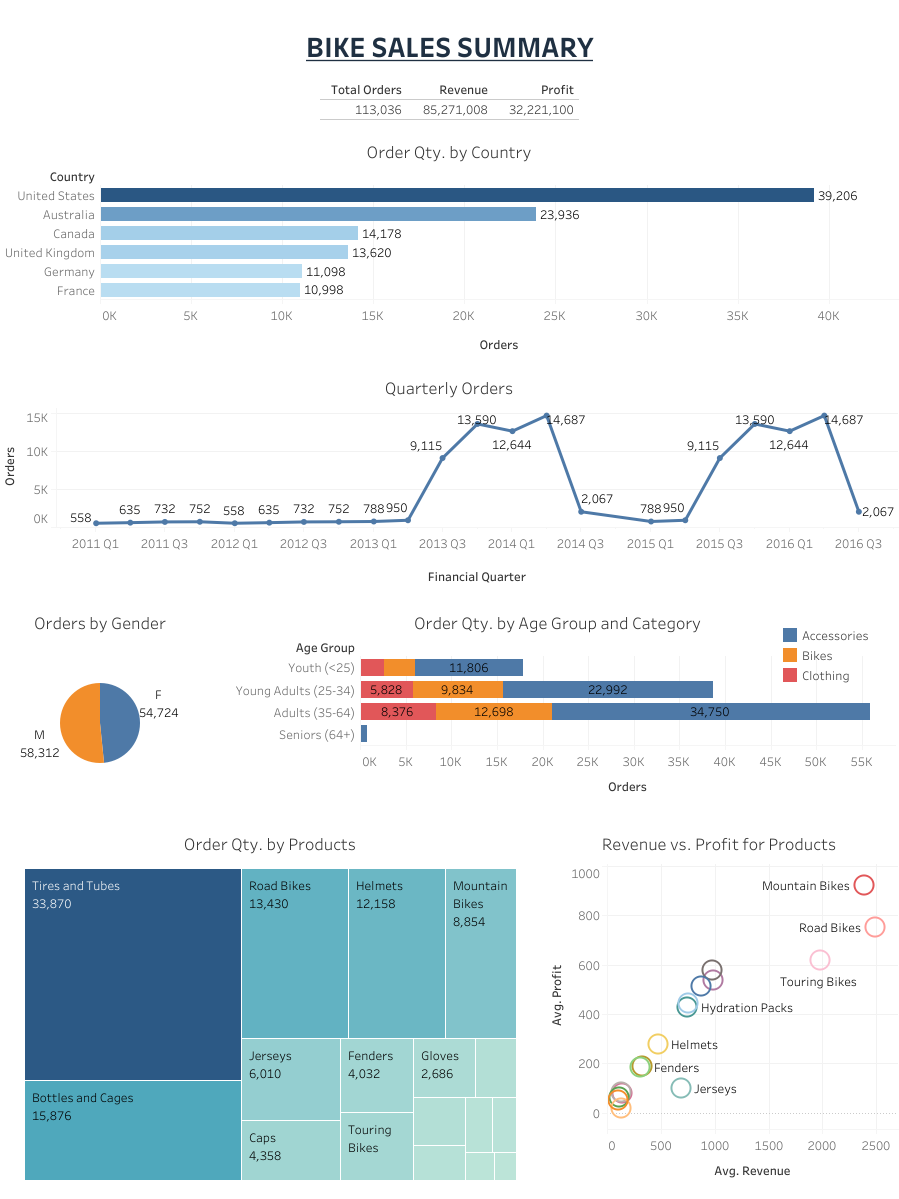 BIKE SALES SUMMARY
Total Orders Revenue Profit
113,036 85,271,008 32,221,100
Order Qty. by Country
Country
United States 39,206
Australia 23,936
Canada 14,178
United Kingdom 13,620
Germany 11,098
France 10,998
0K 5K 10K 15K 20K 25K 30K 35K 40K
Orders
Quarterly Orders
Orders
15K
10K
5K
0K
558 635 732 752 558 635 732 752 788 950 9,115 13,590 12,644 14,687 2,067 788 950 9,115 13,590 12,644 14,687 2,067
2011 Q1 2011 Q3 2012 Q1 2012 Q3 2013 Q1 2013 Q3 2014 Q1 2014 Q3 2015 Q1 2015 Q3 2016 Q1 2016 Q3
Financial Quarter
Orders by Gender
F
54,724
M
58,312
Order Qty. by Age Group and Category
Accessories
Bikes
Clothing
Age Group
Youth (<25) 11,806
Young Adults (25-34) 5,828 9,834 22,992
Adults (35-64) 8,376 12,698 34,750
Seniors (64+)
0K 5K 10K 15K 20K 25K 30K 35K 40K 45K 50K 55K
Orders
Order Qty. by Products
Tires and Tubes
33,870
Road Bikes
13,430
Helmets
12,158
Mountain
Bikes
8,854
Bottles and Cages
15,876
Jerseys
6,010
Fenders
4,032
Gloves
2,686
Caps
4,358
Touring
Bikes
Revenue vs. Profit for Products
Avg. Profit
1000
800
600
400
200
0
Mountain Bikes
Road Bikes
Touring Bikes
Hydration Packs
Helmets
Fenders
Jerseys
0 500 1000 1500 2000 2500
Avg. Revenue